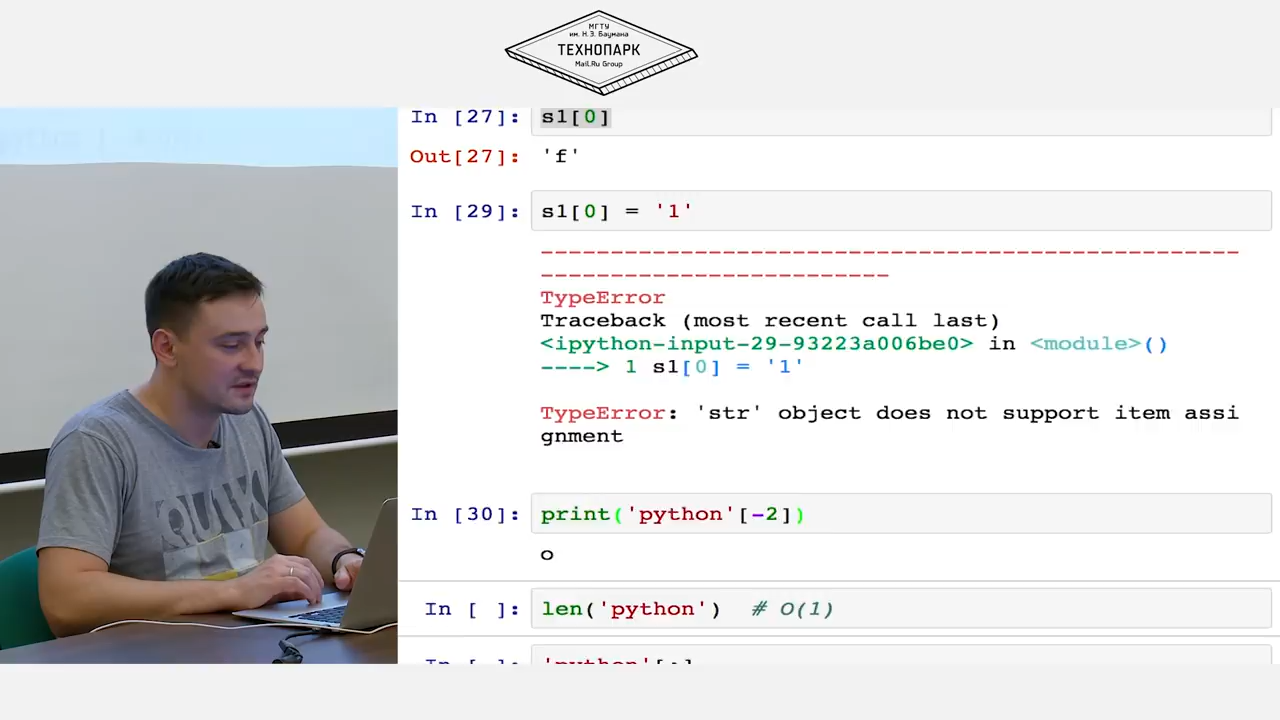 МГТУ
им. Н.Э. Баумана
ТЕХНОПАРК
Mail.Ru Group
In [27]: s1[0]
Out[27]: 'f'
In [29]: s1[0] = '1'
---------------------------------------------------
-------------------------
TypeError
Traceback (most recent call last)
<ipython-input-29-93223a006be0> in <module>()
----> 1 s1[0] = '1'
TypeError: 'str' object does not support item assi
gnment
In [30]: print('python'[-2])
o
In [ ]: len('python')  # O(1)
In [ ]: 'python'[:]